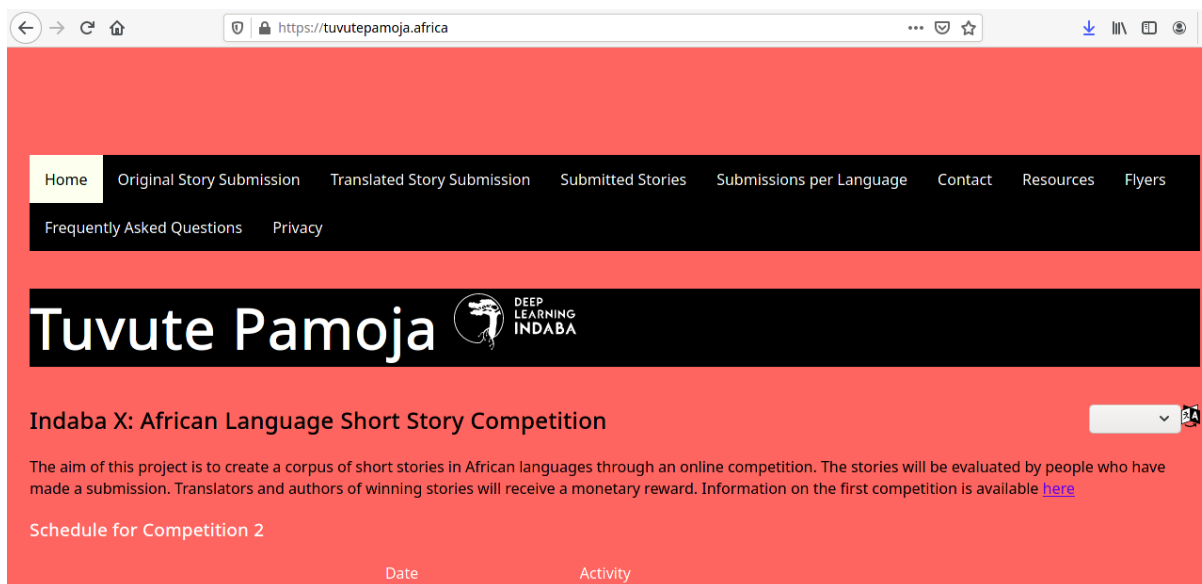 https://tuvutepamoja.africa
Home Original Story Submission Translated Story Submission Submitted Stories Submissions per Language Contact Resources Flyers
Frequently Asked Questions Privacy
Tuvute Pamoja
DEEP
LEARNING
INDABA
Indaba X: African Language Short Story Competition
The aim of this project is to create a corpus of short stories in African languages through an online competition. The stories will be evaluated by people who have
made a submission. Translators and authors of winning stories will receive a monetary reward. Information on the first competition is available here
Schedule for Competition 2
Date Activity